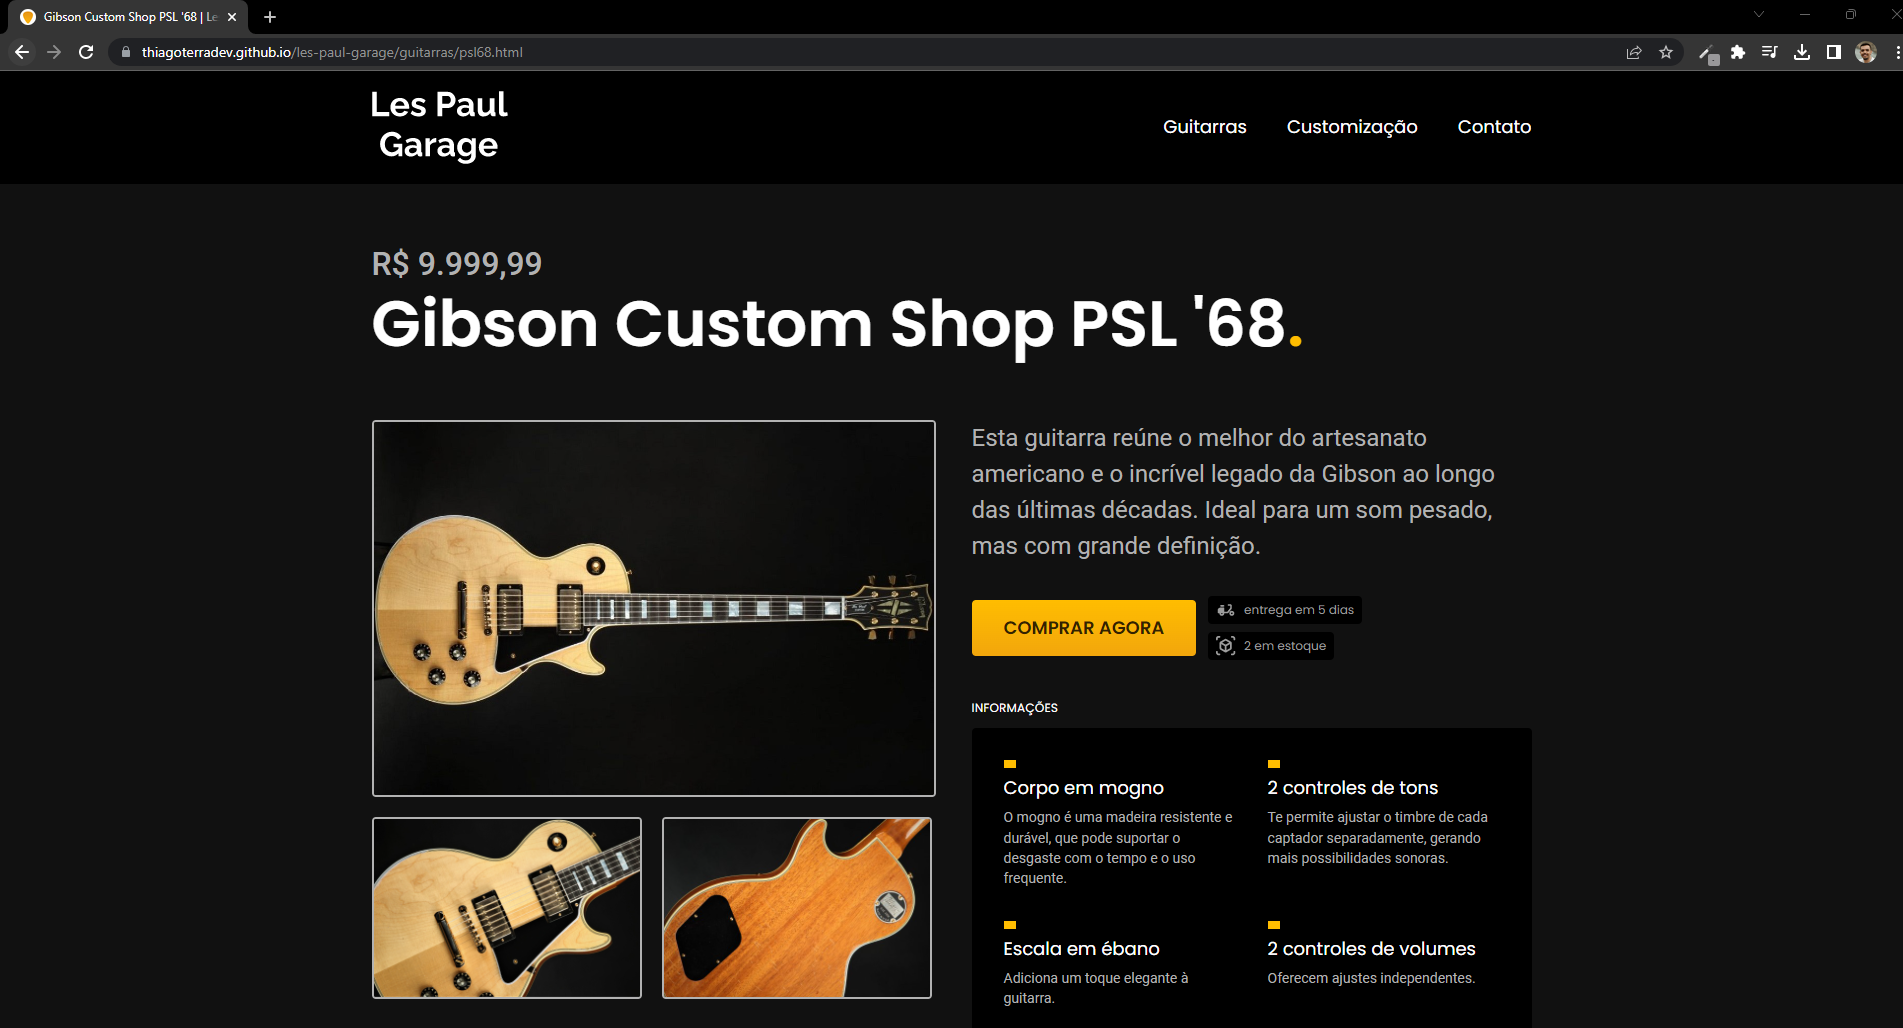 Gibson Custom Shop PSL '68 | Le
thiagoterradev.github.io/les-paul-garage/guitarras/psl68.html
Les Paul
Garage
Guitarras
Customização
Contato
R$ 9.999,99
Gibson Custom Shop PSL '68.
Esta guitarra reúne o melhor do artesanato
americano e o incrível legado da Gibson ao longo
das últimas décadas. Ideal para um som pesado,
mas com grande definição.
COMPRAR AGORA
entrega em 5 dias
2 em estoque
INFORMAÇÕES
Corpo em mogno
O mogno é uma madeira resistente e
durável, que pode suportar o
desgaste com o tempo e o uso
frequente.
2 controles de tons
Te permite ajustar o timbre de cada
captador separadamente, gerando
mais possibilidades sonoras.
Escala em ébano
Adiciona um toque elegante à
guitarra.
2 controles de volumes
Oferecem ajustes independentes.